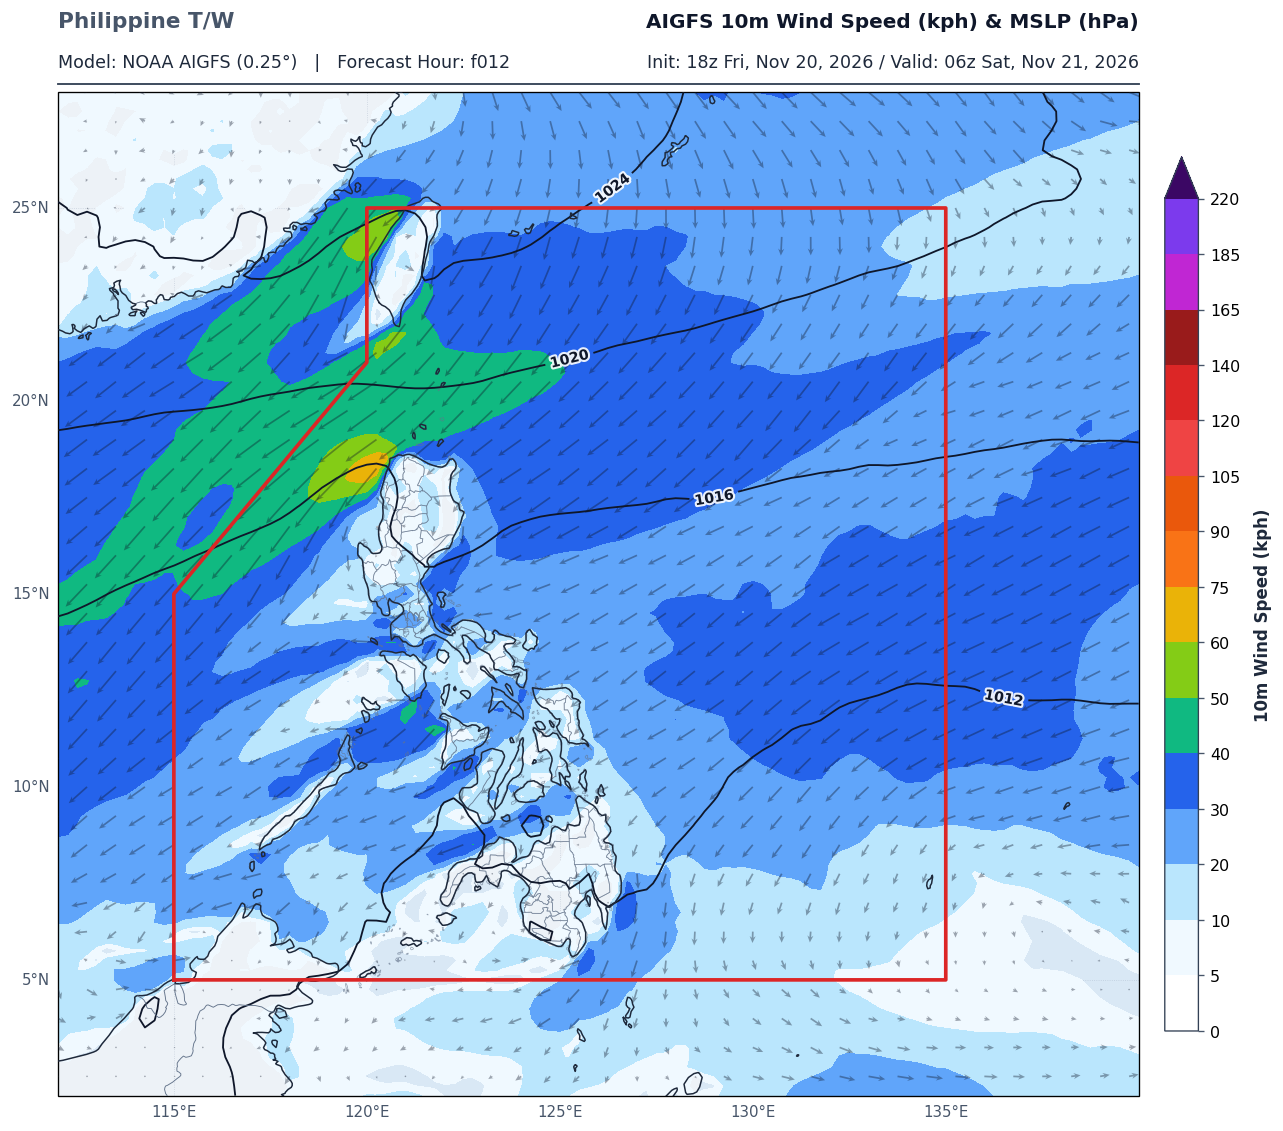 Philippine T/W
AIGFS 10m Wind Speed (kph) & MSLP (hPa)
Model: NOAA AIGFS (0.25°) | Forecast Hour: f012
Init: 18z Fri, Nov 20, 2026 / Valid: 06z Sat, Nov 21, 2026
25°N
20°N
15°N
10°N
5°N
115°E
120°E
125°E
130°E
135°E
1024
1020
1016
1012
220
185
165
140
120
105
90
75
60
50
40
30
20
10
5
0
10m Wind Speed (kph)